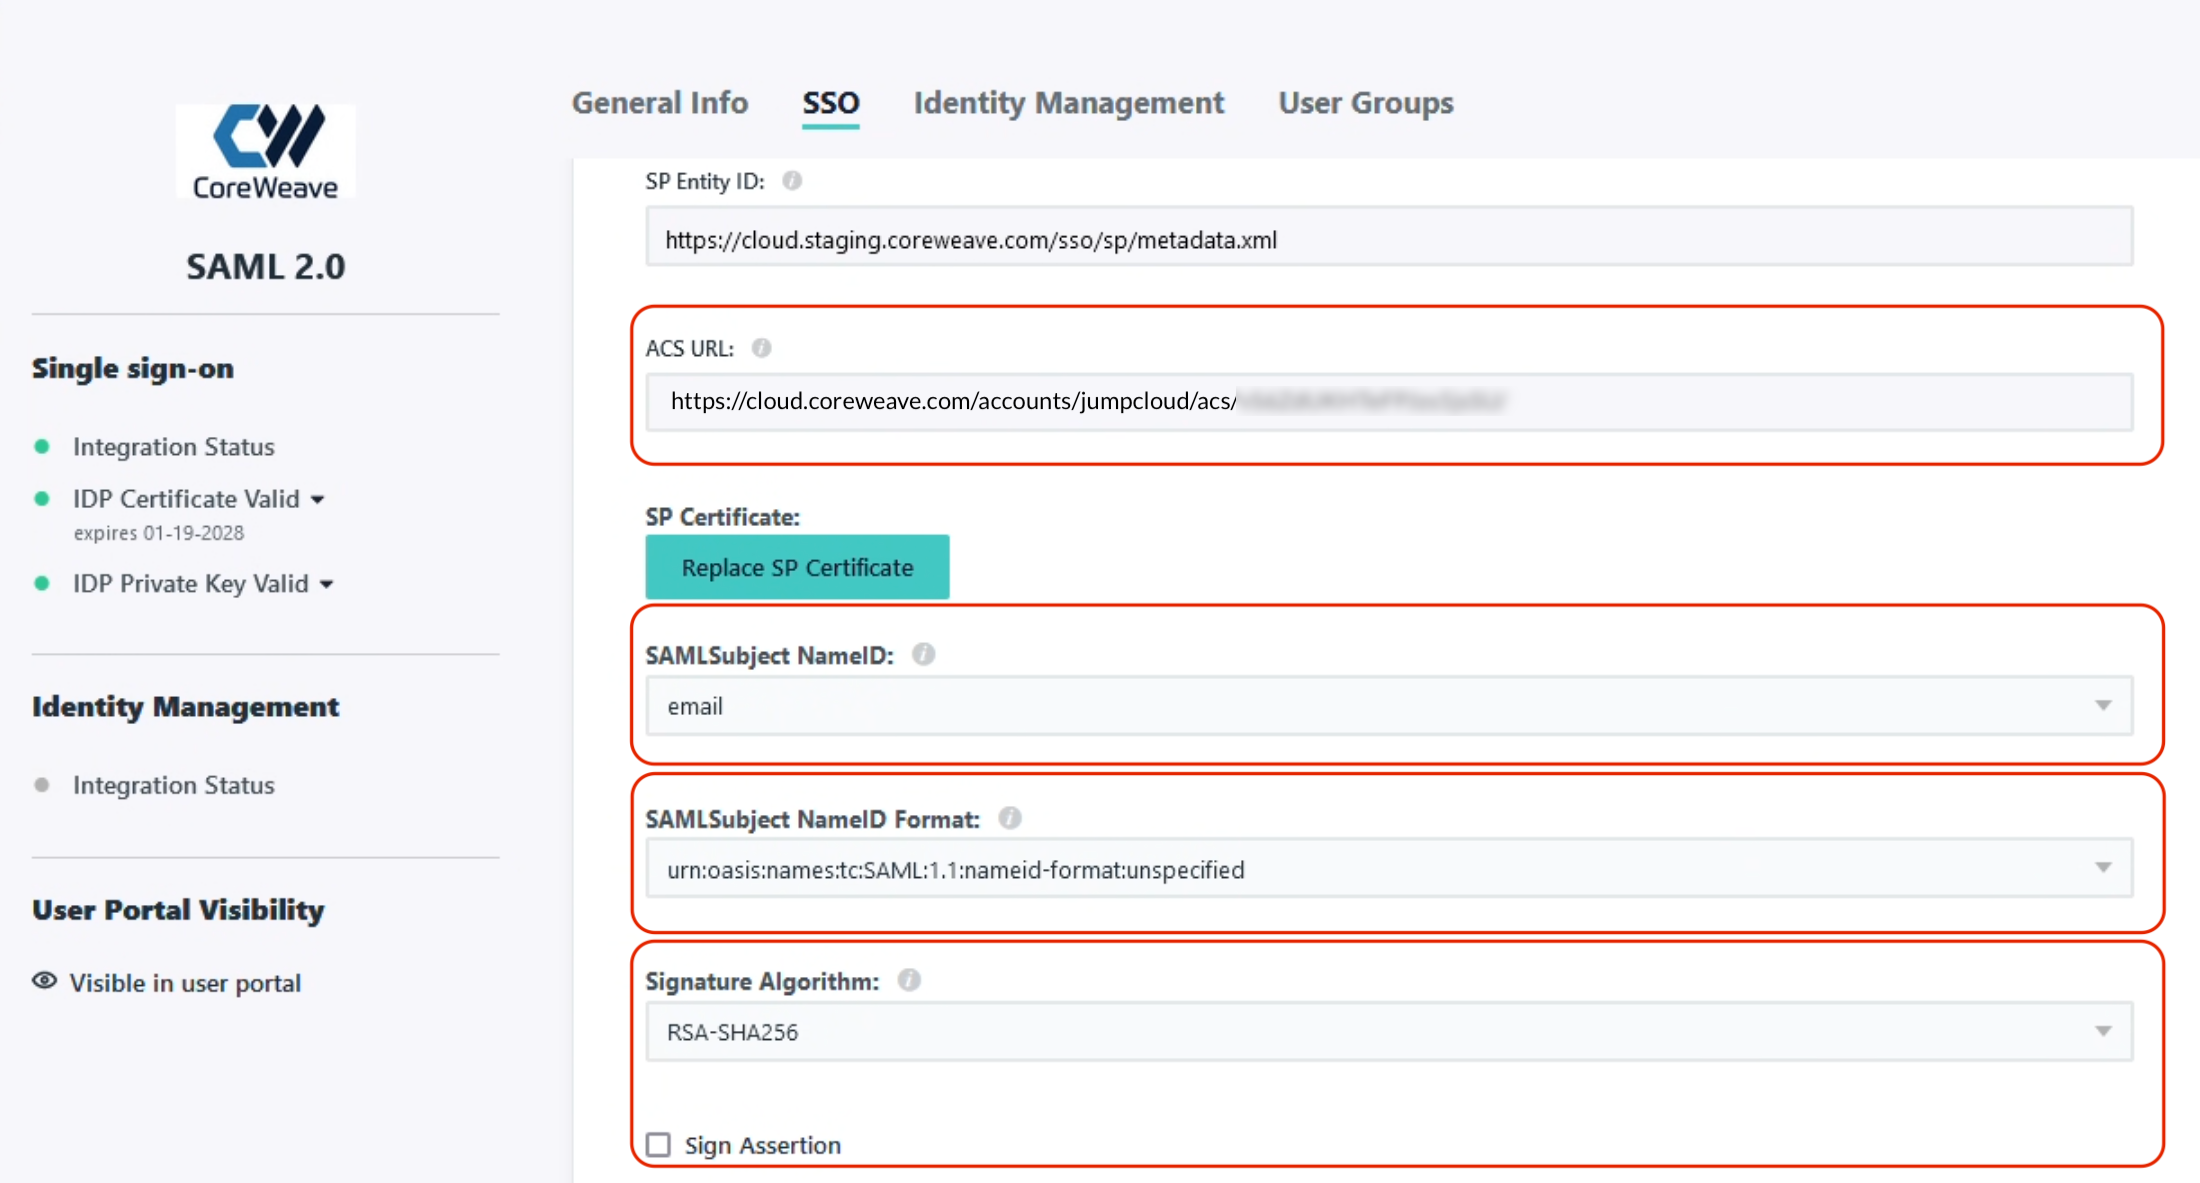 CoreWeave
SAML 2.0
Single sign-on
Integration Status
IDP Certificate Valid
expires 01-19-2028
IDP Private Key Valid
Identity Management
Integration Status
User Portal Visibility
Visible in user portal
General Info SSO Identity Management User Groups
SP Entity ID:
https://cloud.staging.coreweave.com/sso/sp/metadata.xml
ACS URL:
https://cloud.coreweave.com/accounts/jumpcloud/acs/
SP Certificate:
Replace SP Certificate
SAMLSubject NameID:
email
SAMLSubject NameID Format:
urn:oasis:names:tc:SAML:1.1:nameid-format:unspecified
Signature Algorithm:
RSA-SHA256
Sign Assertion